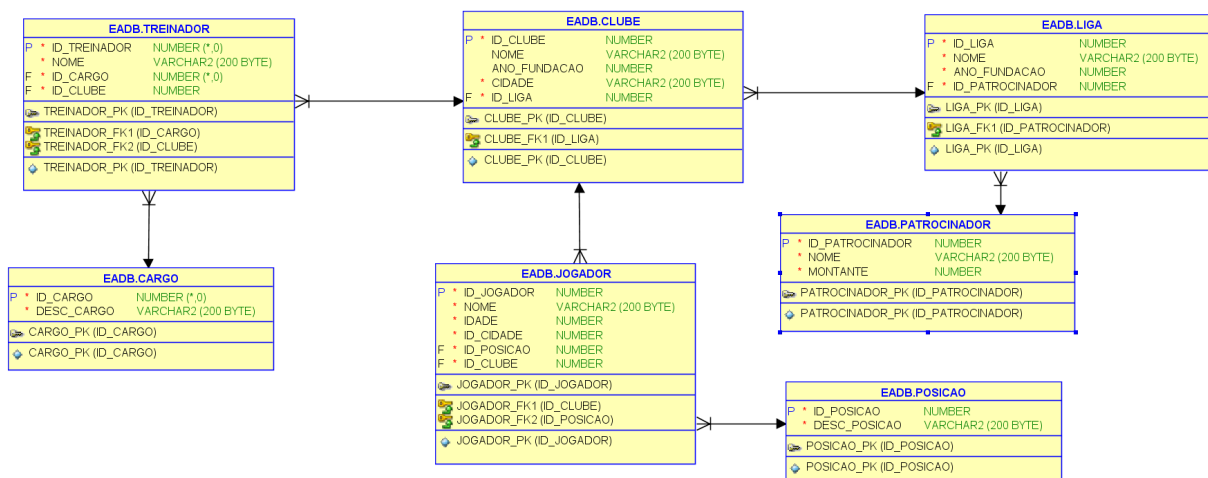 EADB.TREINADOR
P * ID_TREINADOR NUMBER (*,0)
* NOME VARCHAR2 (200 BYTE)
F * ID_CARGO NUMBER (*,0)
F * ID_CLUBE NUMBER
TREINADOR_PK (ID_TREINADOR)
TREINADOR_FK1 (ID_CARGO)
TREINADOR_FK2 (ID_CLUBE)
TREINADOR_PK (ID_TREINADOR)
EADB.CLUBE
P * ID_CLUBE NUMBER
NOME VARCHAR2 (200 BYTE)
ANO_FUNDACAO NUMBER
* CIDADE VARCHAR2 (200 BYTE)
F * ID_LIGA NUMBER
CLUBE_PK (ID_CLUBE)
CLUBE_FK1 (ID_LIGA)
CLUBE_PK (ID_CLUBE)
EADB.LIGA
P * ID_LIGA NUMBER
* NOME VARCHAR2 (200 BYTE)
* ANO_FUNDACAO NUMBER
F * ID_PATROCINADOR NUMBER
LIGA_PK (ID_LIGA)
LIGA_FK1 (ID_PATROCINADOR)
LIGA_PK (ID_LIGA)
EADB.CARGO
P * ID_CARGO NUMBER (*,0)
* DESC_CARGO VARCHAR2 (200 BYTE)
CARGO_PK (ID_CARGO)
CARGO_PK (ID_CARGO)
EADB.JOGADOR
P * ID_JOGADOR NUMBER
* NOME VARCHAR2 (200 BYTE)
* IDADE NUMBER
* ID_CIDADE NUMBER
F * ID_POSICAO NUMBER
F * ID_CLUBE NUMBER
JOGADOR_PK (ID_JOGADOR)
JOGADOR_FK1 (ID_CLUBE)
JOGADOR_FK2 (ID_POSICAO)
JOGADOR_PK (ID_JOGADOR)
EADB.PATROCINADOR
P * ID_PATROCINADOR NUMBER
* NOME VARCHAR2 (200 BYTE)
* MONTANTE NUMBER
PATROCINADOR_PK (ID_PATROCINADOR)
PATROCINADOR_PK (ID_PATROCINADOR)
EADB.POSICAO
P * ID_POSICAO NUMBER
* DESC_POSICAO VARCHAR2 (200 BYTE)
POSICAO_PK (ID_POSICAO)
POSICAO_PK (ID_POSICAO)